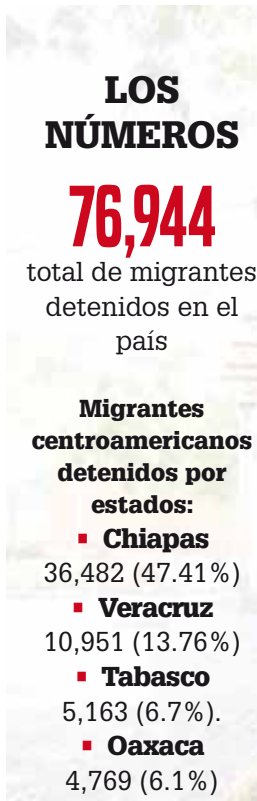 LOS
NÚMEROS
76,944
total de migrantes
detenidos en el
país
Migrantes
centroamericanos
detenidos por
estados:
▪ Chiapas
36,482 (47.41%)
▪ Veracruz
10,951 (13.76%)
▪ Tabasco
5,163 (6.7%).
▪ Oaxaca
4,769 (6.1%)